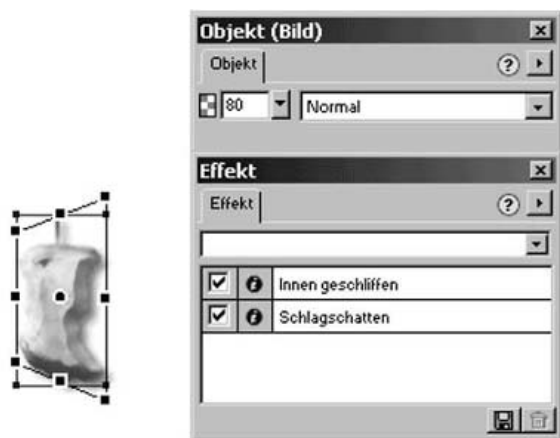 Objekt (Bild)
Objekt
80
Normal
Effekt
Effekt
Innen geschliffen
Schlagschatten